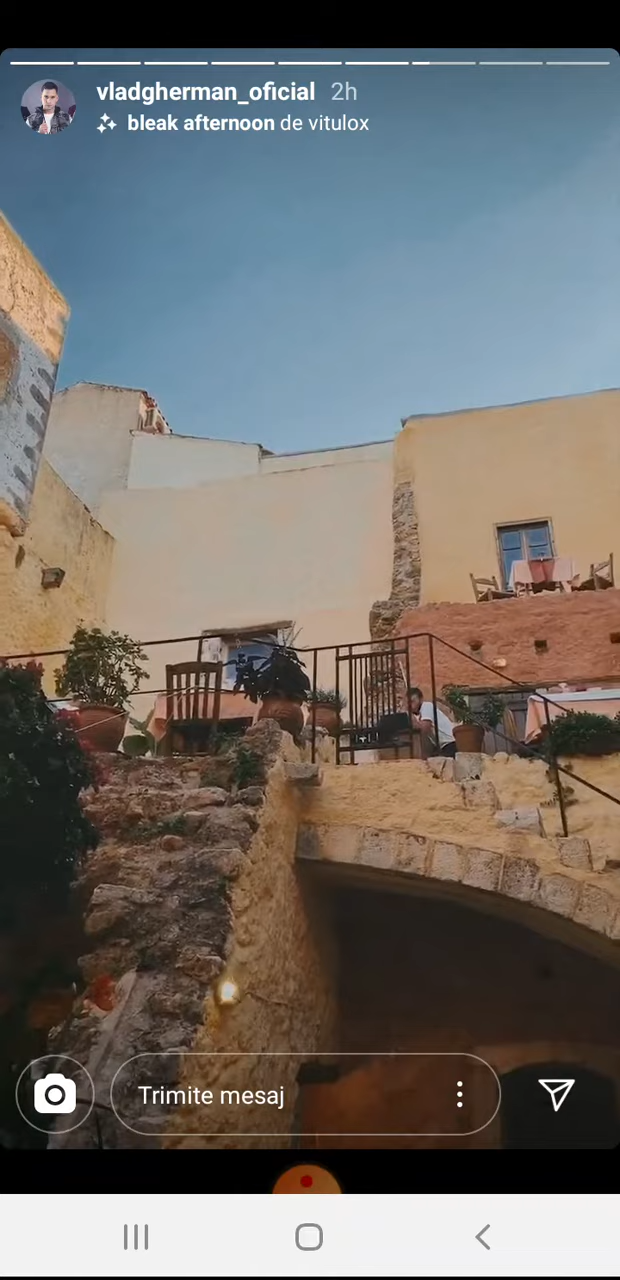 vladgherman_oficial 2h
bleak afternoon de vitulox
Trimite mesaj